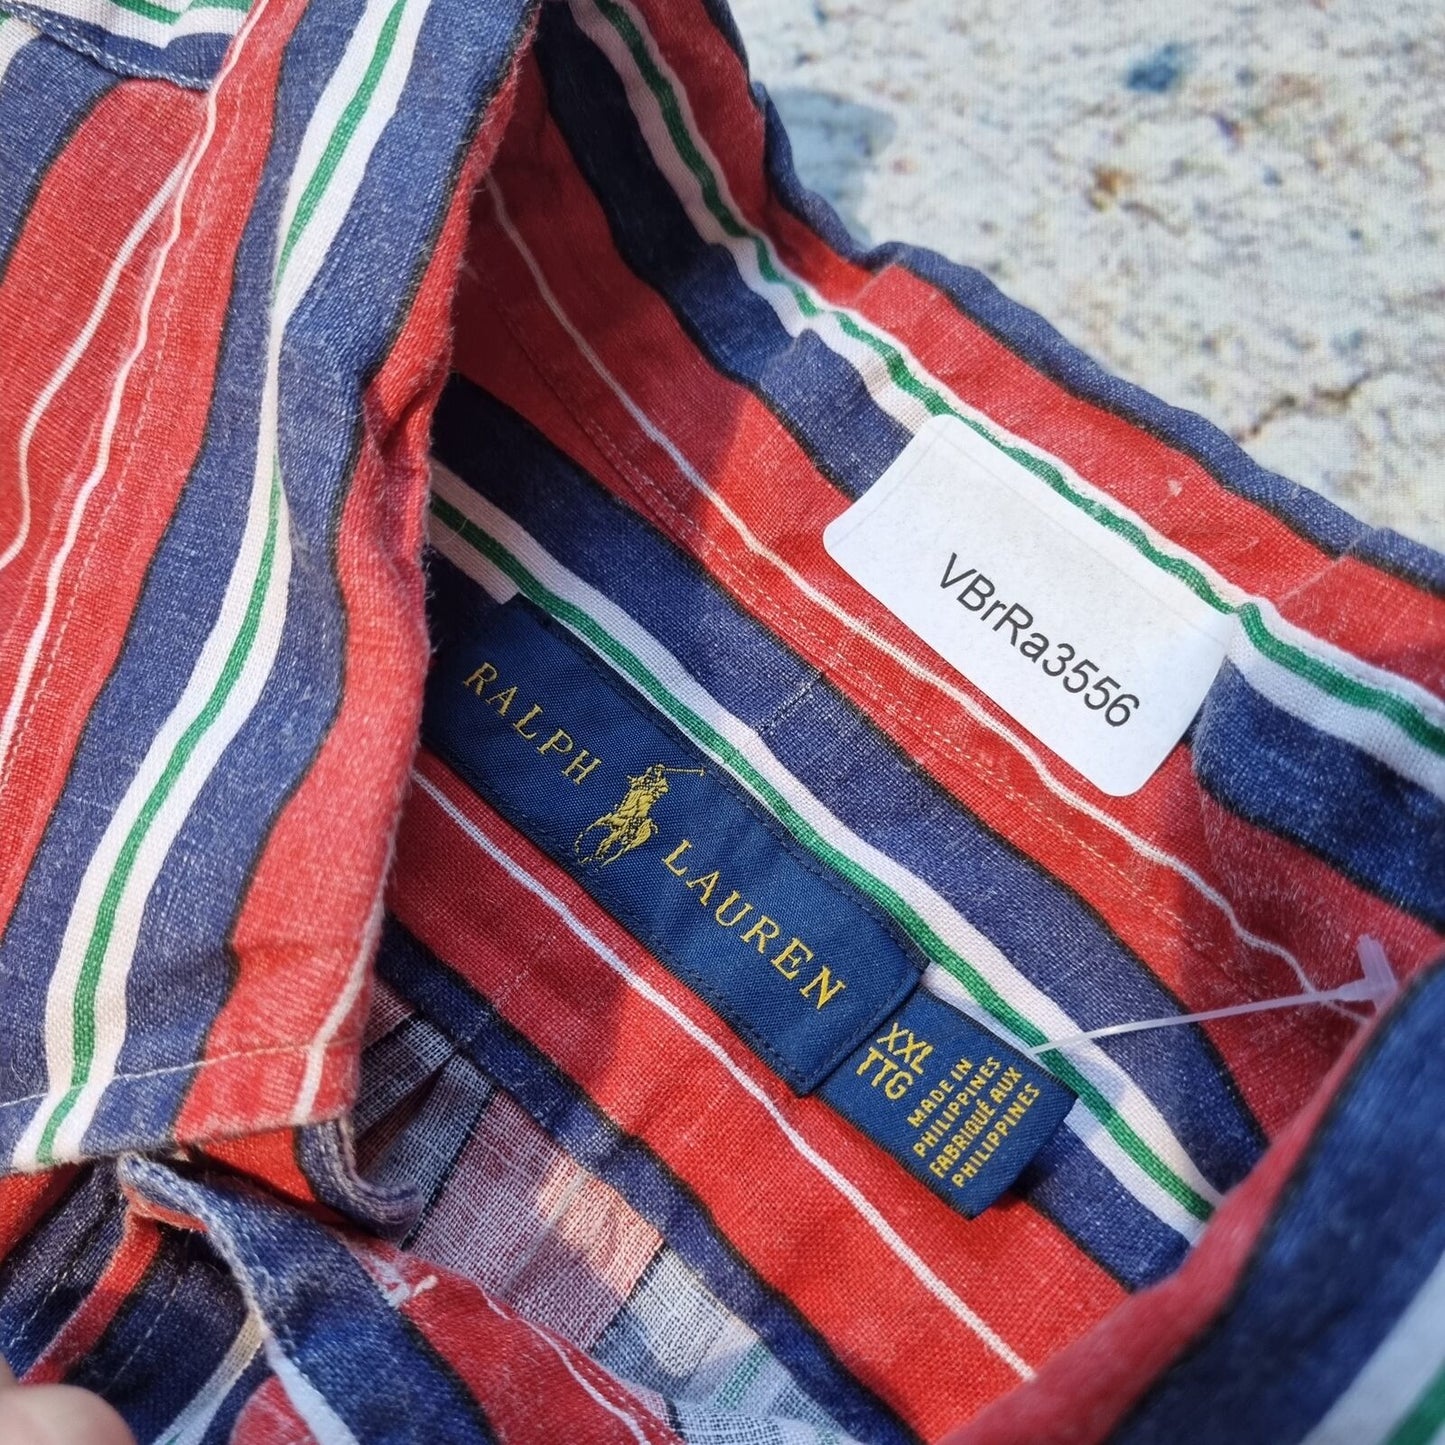 VBrRa3556
RALPH LAUREN
XXL
TTG
MADE IN
PHILIPPINES
FABRIQUÉ AUX
PHILIPPINES